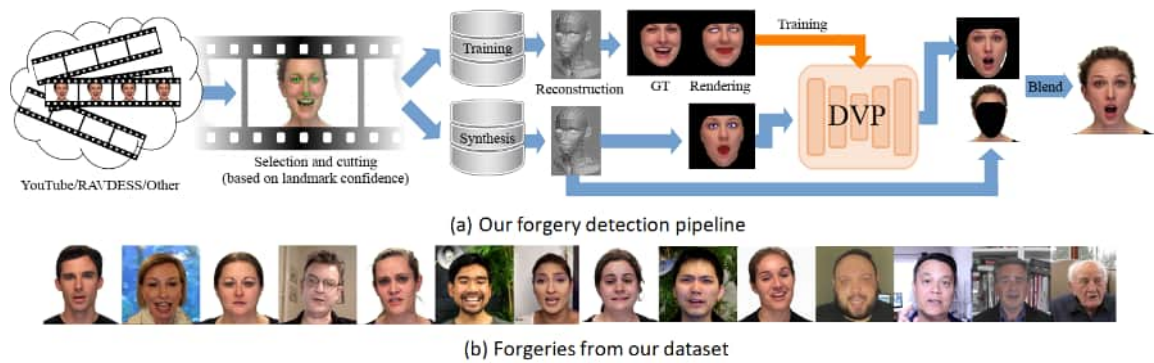 Training
Training
Reconstruction
GT Rendering
DVP
Blend
Synthesis
Selection and cutting
(based on landmark confidence)
YouTube/RAVDESS/Other
(a) Our forgery detection pipeline
(b) Forgeries from our dataset